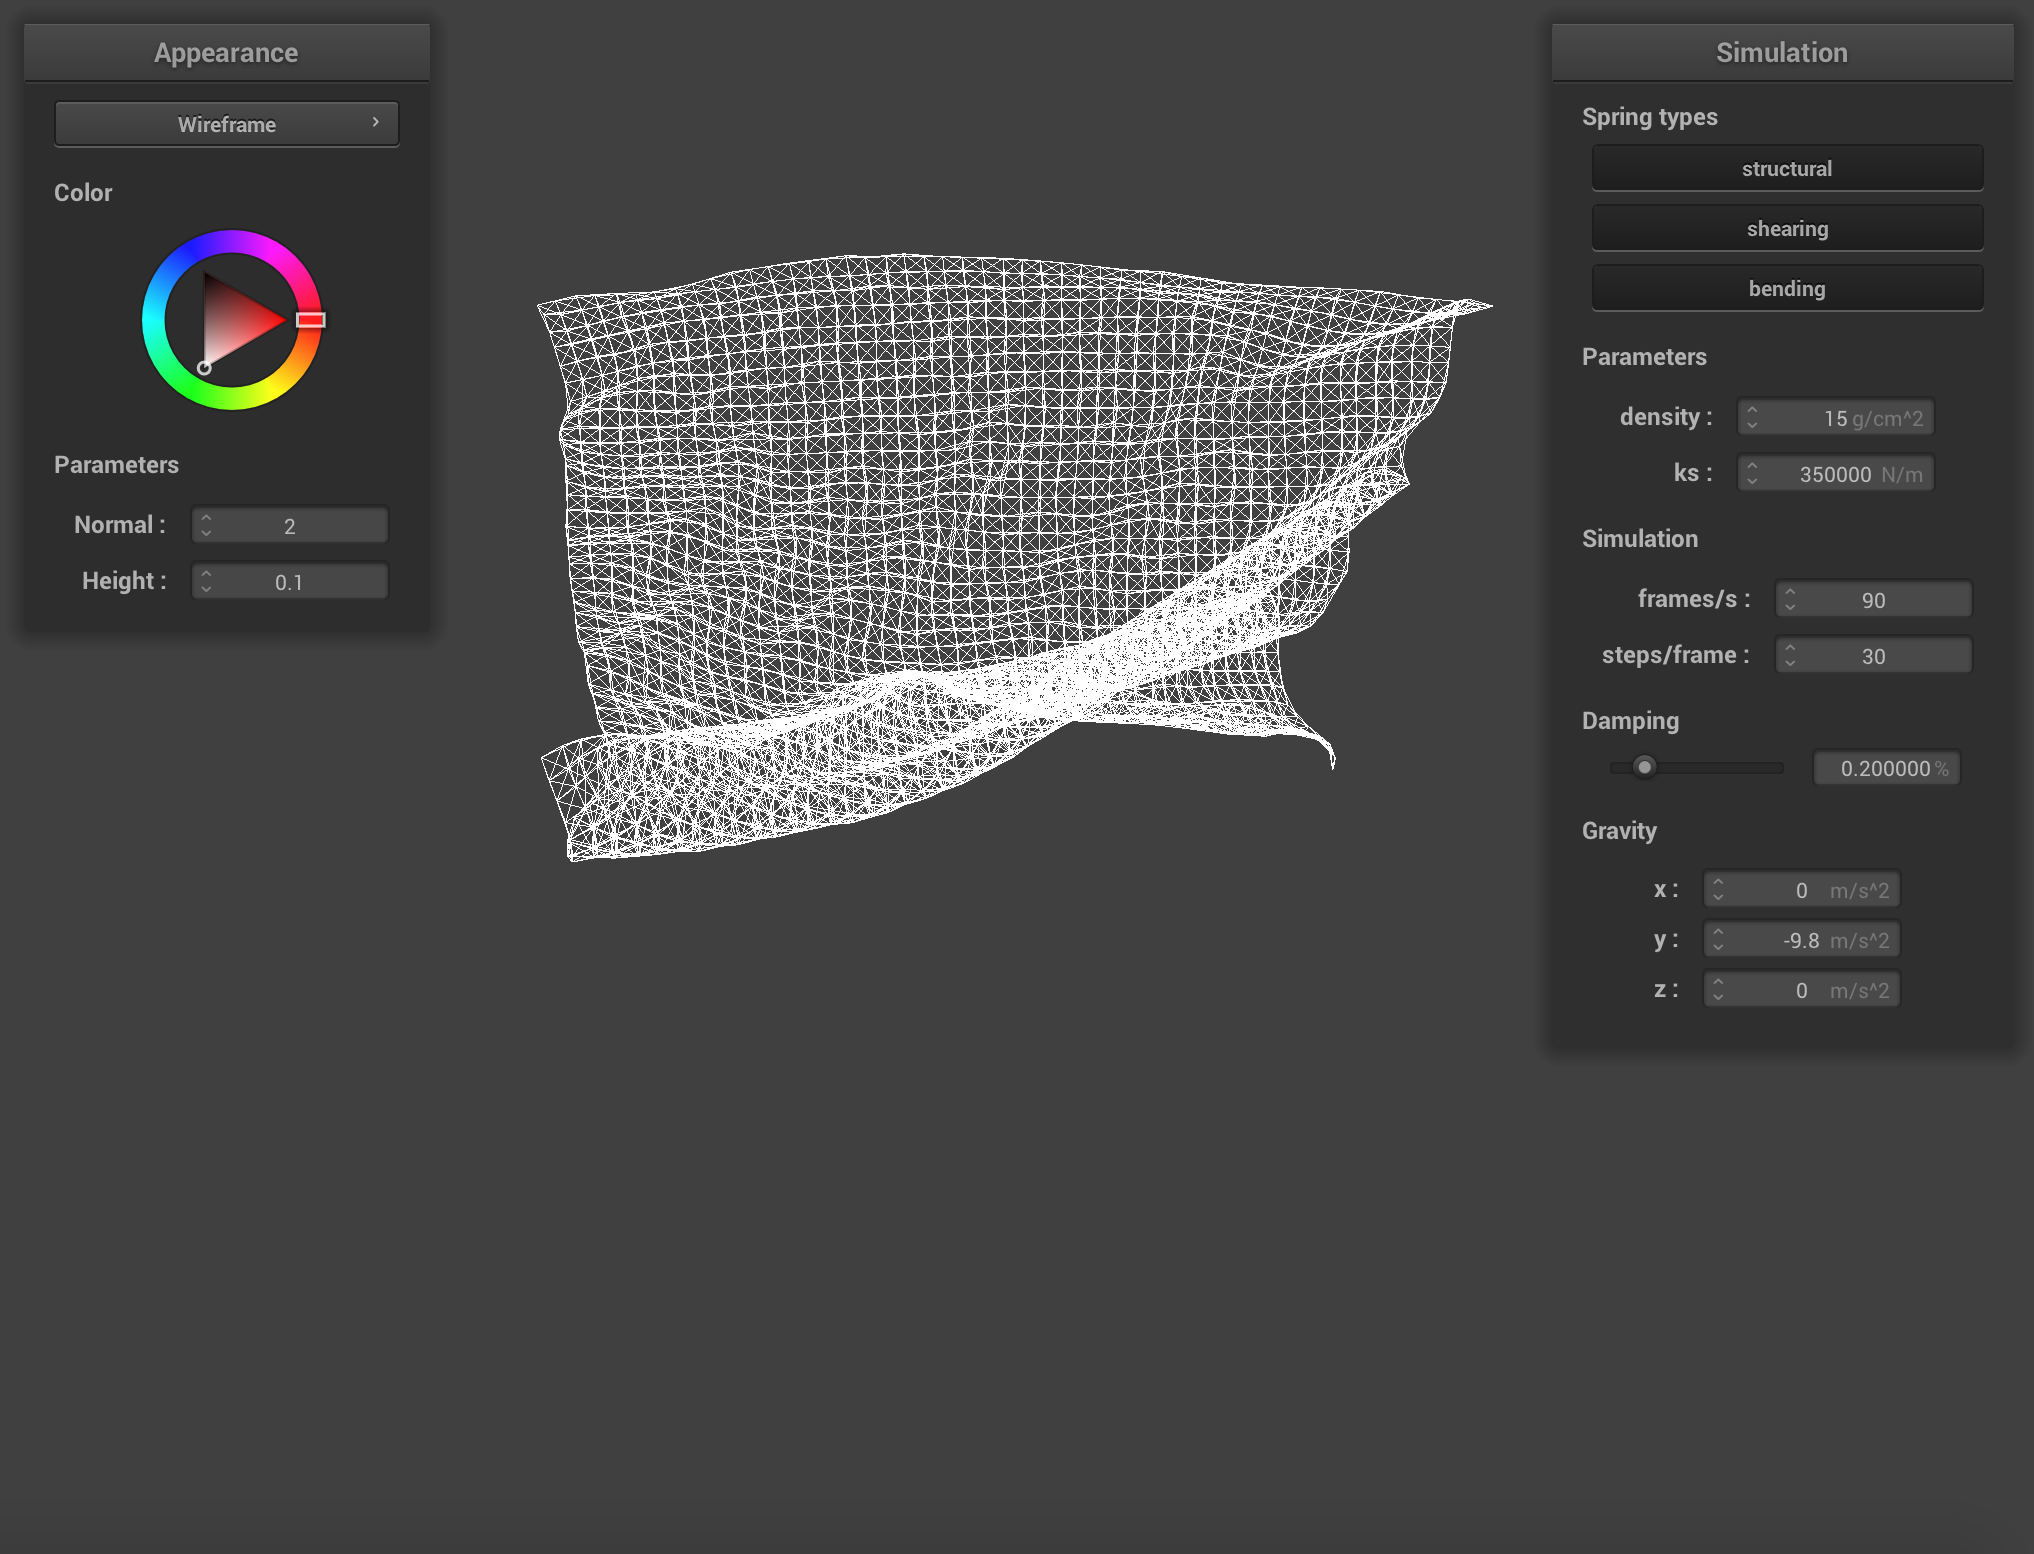 Appearance
Wireframe
Color
Parameters
Normal : 2
Height : 0.1
Simulation
Spring types
structural
shearing
bending
Parameters
density : 15 g/cm^2
ks : 350000 N/m
Simulation
frames/s : 90
steps/frame : 30
Damping
0.200000 %
Gravity
x : 0 m/s^2
y : -9.8 m/s^2
z : 0 m/s^2